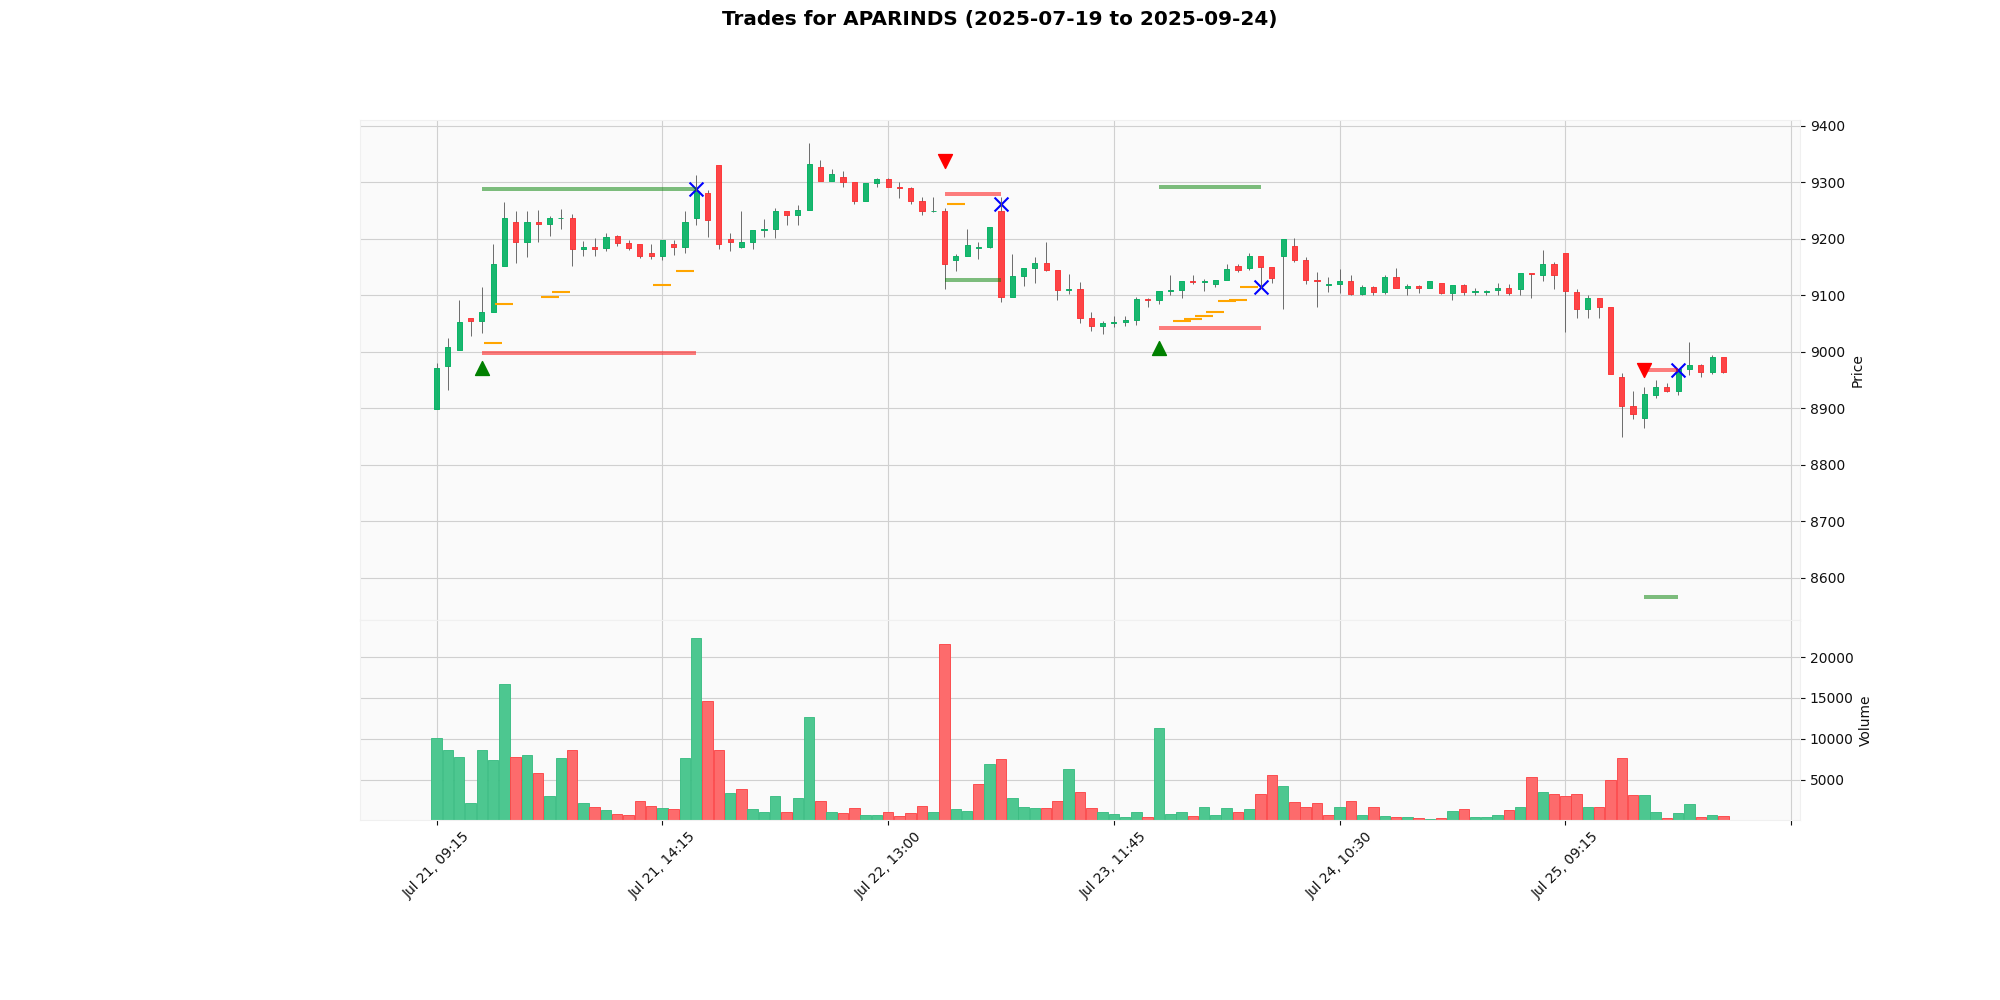 Trades for APARINDS (2025-07-19 to 2025-09-24)
9400
9300
9200
9100
9000
8900
8800
8700
8600
Price
20000
15000
10000
5000
Volume
Jul 21, 09:15
Jul 21, 14:15
Jul 22, 13:00
Jul 23, 11:45
Jul 24, 10:30
Jul 25, 09:15